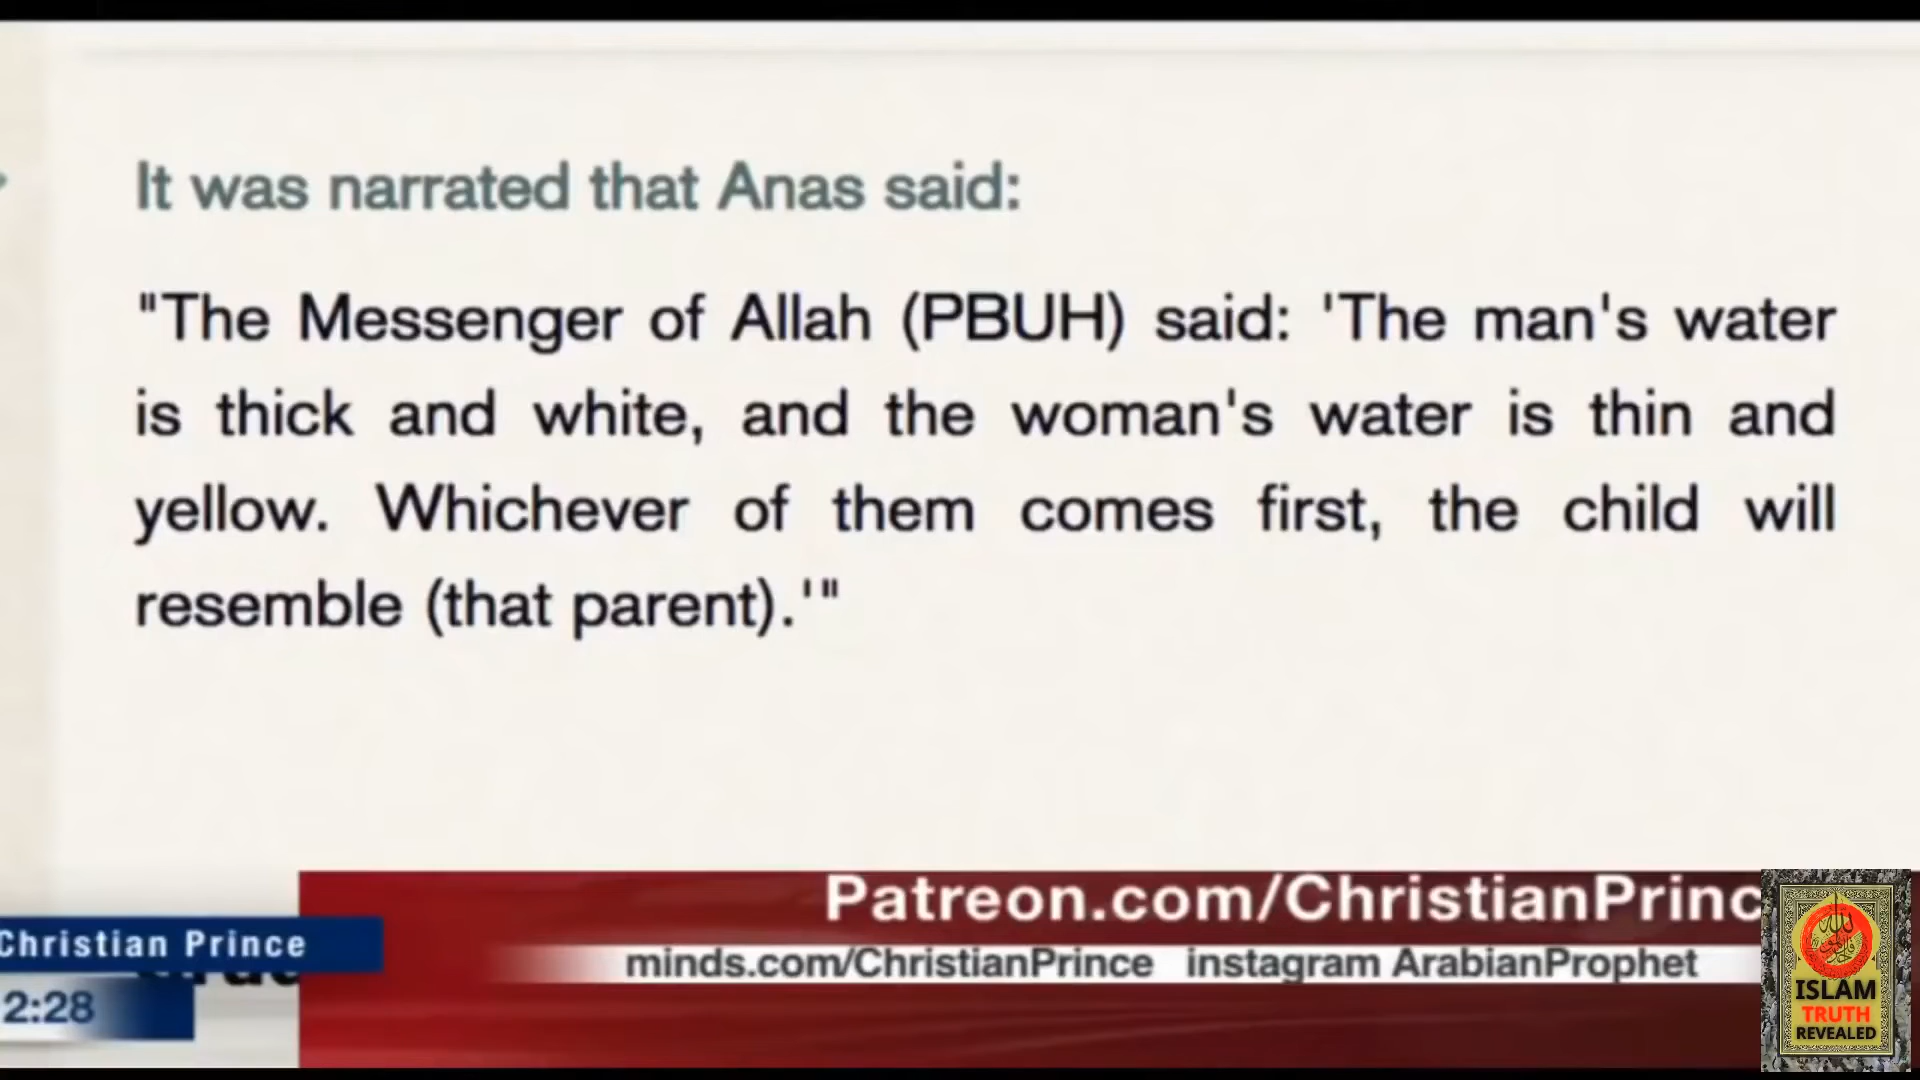 It was narrated that Anas said:
"The Messenger of Allah (PBUH) said: 'The man's water
is thick and white, and the woman's water is thin and
yellow. Whichever of them comes first, the child will
resemble (that parent).'"
Patreon.com/ChristianPrinc
Christian Prince
minds.com/ChristianPrince instagram ArabianProphet
2:28
ISLAM
TRUTH
REVEALED